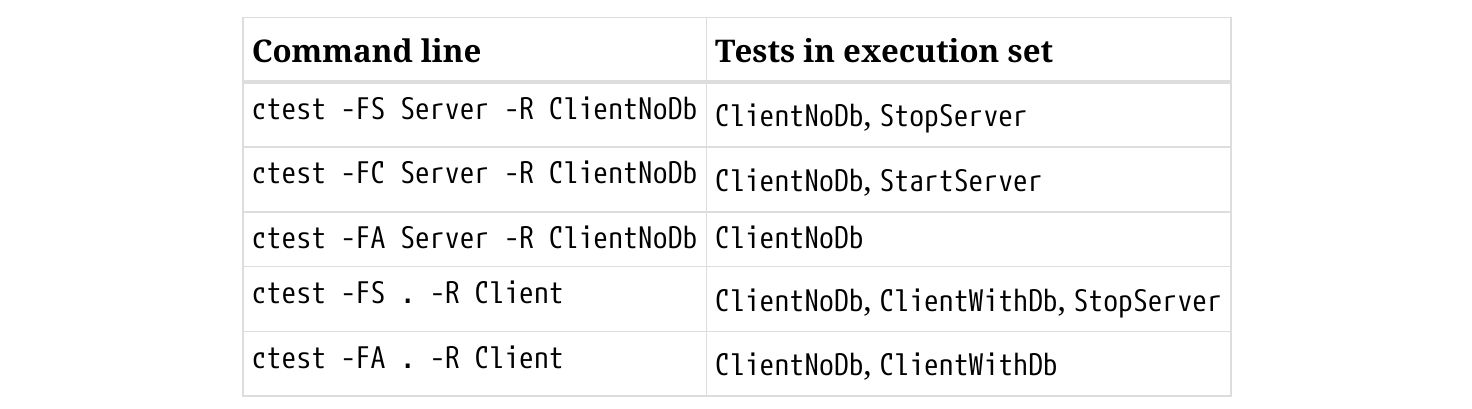 Command line Tests in execution set
ctest -FS Server -R ClientNoDb ClientNoDb, StopServer
ctest -FC Server -R ClientNoDb ClientNoDb, StartServer
ctest -FA Server -R ClientNoDb ClientNoDb
ctest -FS . -R Client ClientNoDb, ClientWithDb, StopServer
ctest -FA . -R Client ClientNoDb, ClientWithDb